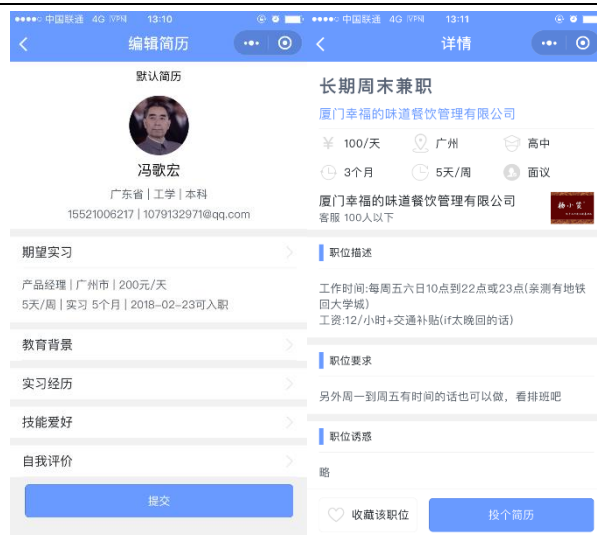 中国联通 4G VPN 13:10
编辑简历
默认简历
冯歌宏
广东省 | 工学 | 本科
15521006217 | 1079132971@qq.com
期望实习
产品经理 | 广州市 | 200元/天
5天/周 | 实习 5个月 | 2018-02-23可入职
教育背景
实习经历
技能爱好
自我评价
提交
中国联通 4G VPN 13:11
详情
长期周末兼职
厦门幸福的味道餐饮管理有限公司
¥ 100/天 广州 高中
3个月 5天/周 面议
厦门幸福的味道餐饮管理有限公司
客服 100人以下
职位描述
工作时间:每周五六日10点到22点或23点(亲测有地铁
回大学城)
工资:12/小时+交通补贴(if太晚回的话)
职位要求
另外周一到周五有时间的话也可以做，看排班吧
职位诱惑
略
收藏该职位 投个简历